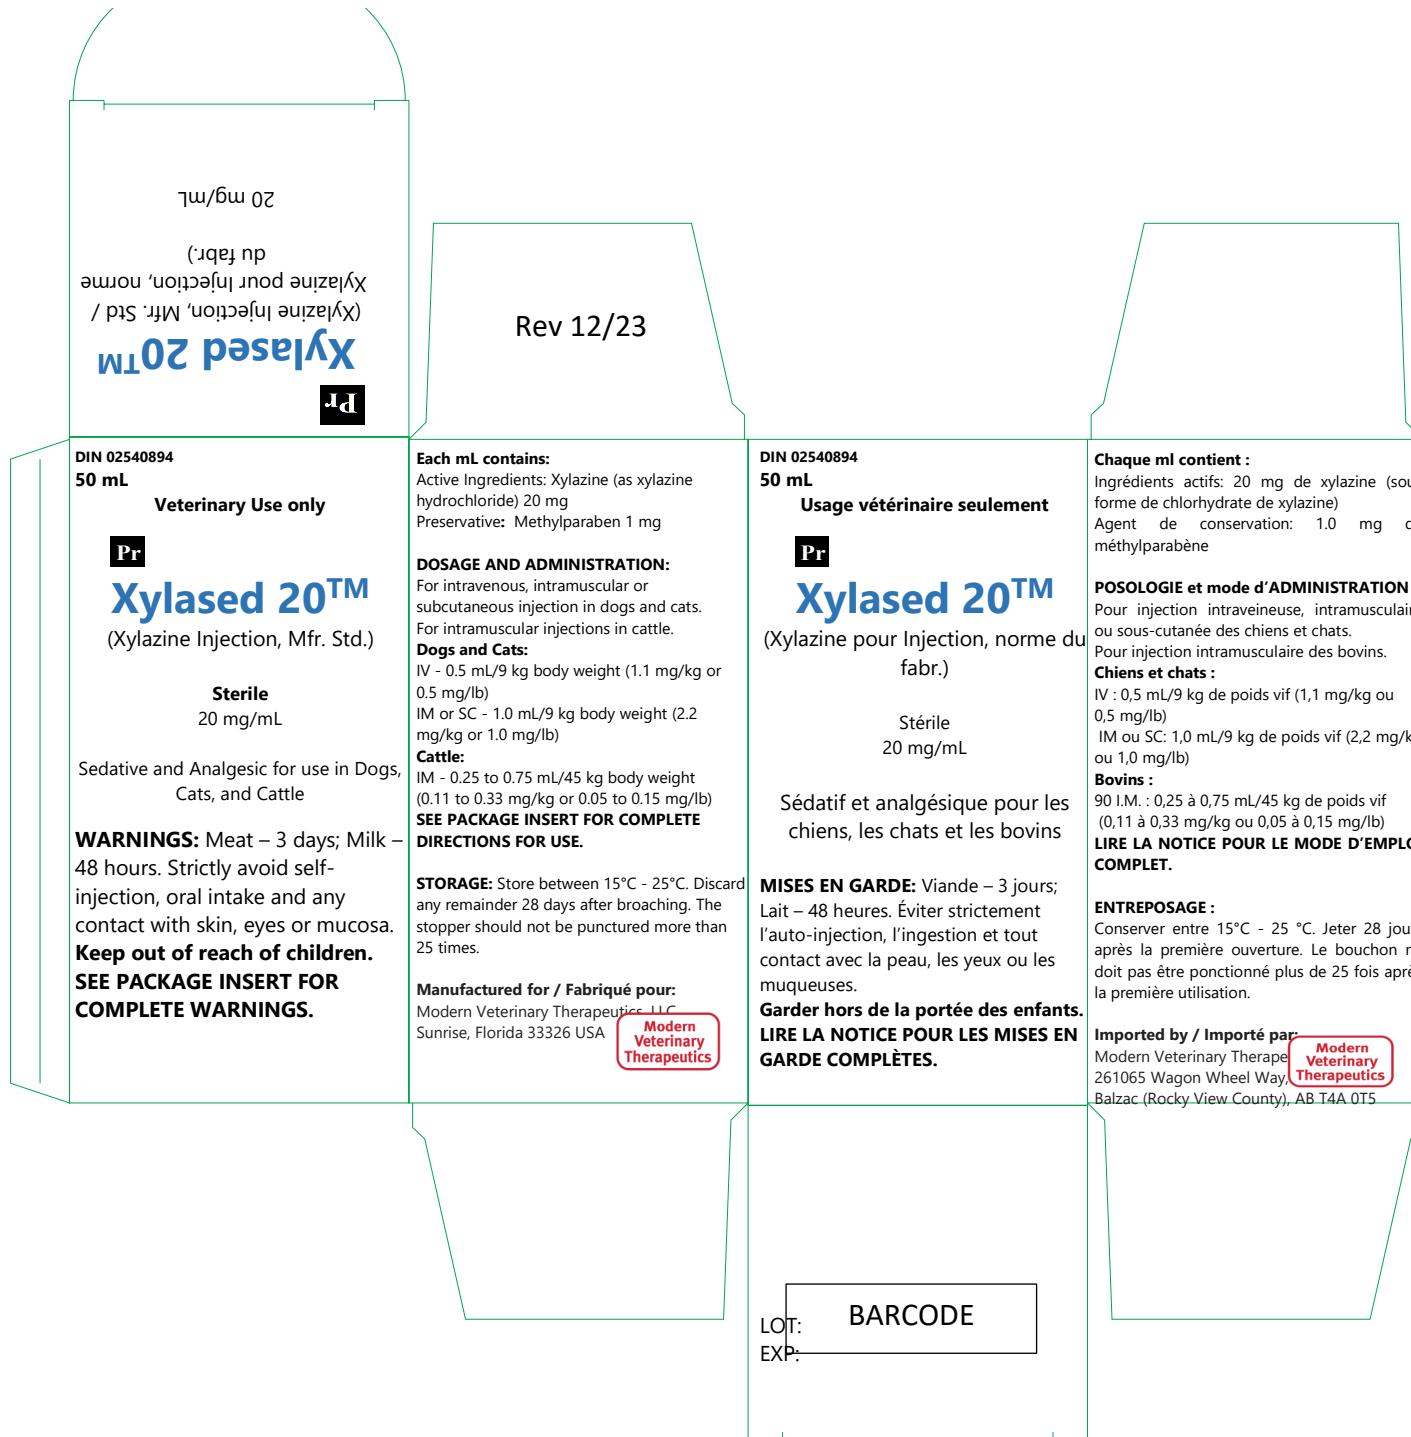 20 mg/mL
du fabr.)
Xylazine pour Injection, norme
(Xylazine Injection, Mfr. Std /
Xylased 20™
Pr
Rev 12/23
DIN 02540894
50 mL
Veterinary Use only
Pr
Xylased 20™
(Xylazine Injection, Mfr. Std.)
Sterile
20 mg/mL
Sedative and Analgesic for use in Dogs,
Cats, and Cattle
WARNINGS: Meat – 3 days; Milk –
48 hours. Strictly avoid self-
injection, oral intake and any
contact with skin, eyes or mucosa.
Keep out of reach of children.
SEE PACKAGE INSERT FOR
COMPLETE WARNINGS.
Each mL contains:
Active Ingredients: Xylazine (as xylazine
hydrochloride) 20 mg
Preservative: Methylparaben 1 mg
DOSAGE AND ADMINISTRATION:
For intravenous, intramuscular or
subcutaneous injection in dogs and cats.
For intramuscular injections in cattle.
Dogs and Cats:
IV - 0.5 mL/9 kg body weight (1.1 mg/kg or
0.5 mg/lb)
IM or SC - 1.0 mL/9 kg body weight (2.2
mg/kg or 1.0 mg/lb)
Cattle:
IM - 0.25 to 0.75 mL/45 kg body weight
(0.11 to 0.33 mg/kg or 0.05 to 0.15 mg/lb)
SEE PACKAGE INSERT FOR COMPLETE
DIRECTIONS FOR USE.
STORAGE: Store between 15°C - 25°C. Discard
any remainder 28 days after broaching. The
stopper should not be punctured more than
25 times.
Manufactured for / Fabriqué pour:
Modern Veterinary Therapeutics, LLC
Sunrise, Florida 33326 USA
Modern
Veterinary
Therapeutics
DIN 02540894
50 mL
Usage vétérinaire seulement
Pr
Xylased 20™
(Xylazine pour Injection, norme du
fabr.)
Stérile
20 mg/mL
Sédatif et analgésique pour les
chiens, les chats et les bovins
MISES EN GARDE: Viande – 3 jours;
Lait – 48 heures. Éviter strictement
l'auto-injection, l'ingestion et tout
contact avec la peau, les yeux ou les
muqueuses.
Garder hors de la portée des enfants.
LIRE LA NOTICE POUR LES MISES EN
GARDE COMPLÈTES.
Chaque ml contient :
Ingrédients actifs: 20 mg de xylazine (sou
forme de chlorhydrate de xylazine)
Agent de conservation: 1.0 mg d
méthylparabène
POSOLOGIE et mode d'ADMINISTRATION
Pour injection intraveineuse, intramusculair
ou sous-cutanée des chiens et chats.
Pour injection intramusculaire des bovins.
Chiens et chats :
IV : 0,5 mL/9 kg de poids vif (1,1 mg/kg ou
0,5 mg/lb)
IM ou SC: 1,0 mL/9 kg de poids vif (2,2 mg/k
ou 1,0 mg/lb)
Bovins :
90 I.M. : 0,25 à 0,75 mL/45 kg de poids vif
(0,11 à 0,33 mg/kg ou 0,05 à 0,15 mg/lb)
LIRE LA NOTICE POUR LE MODE D'EMPLO
COMPLET.
ENTREPOSAGE :
Conserver entre 15°C - 25 °C. Jeter 28 jou
après la première ouverture. Le bouchon n
doit pas être ponctionné plus de 25 fois aprè
la première utilisation.
Imported by / Importé par:
Modern Veterinary Therape
261065 Wagon Wheel Way,
Balzac (Rocky View County), AB T4A 0T5
Modern
Veterinary
Therapeutics
BARCODE
LOT:
EXP: